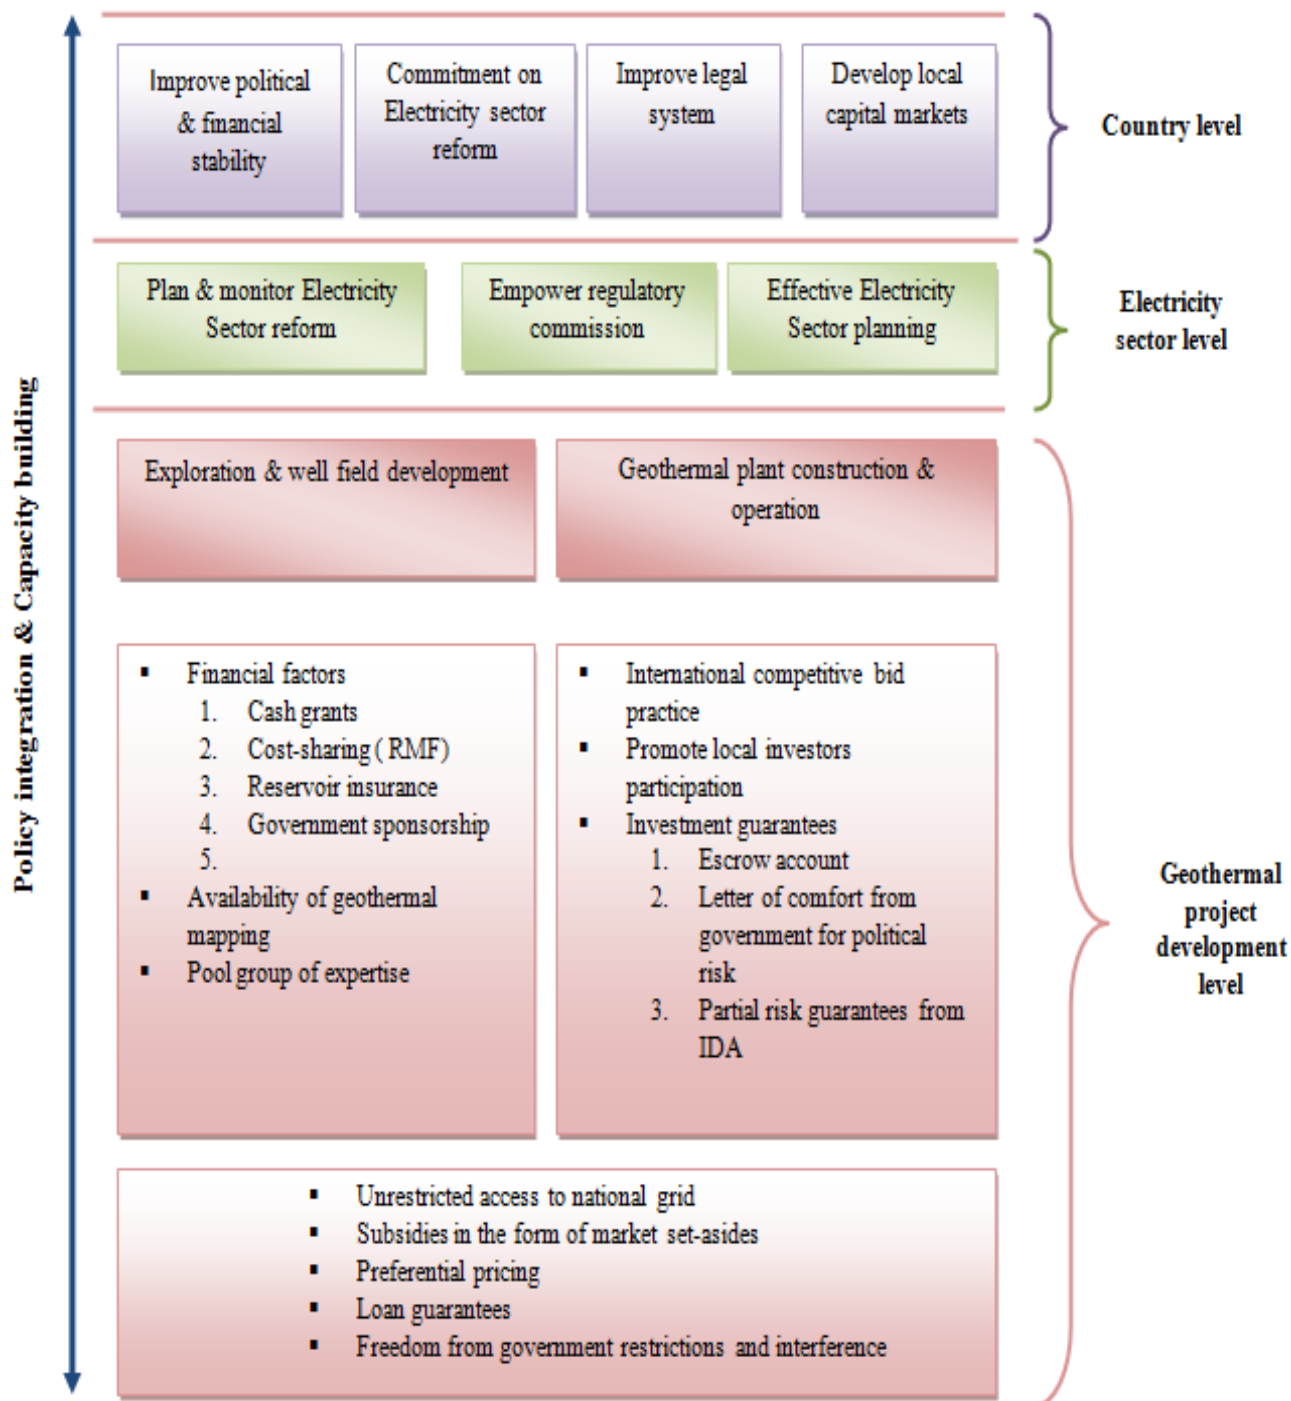 Policy integration & Capacity building
Improve political
& financial
stability
Commitment on
Electricity sector
reform
Improve legal
system
Develop local
capital markets
Country level
Plan & monitor Electricity
Sector reform
Empower regulatory
commission
Effective Electricity
Sector planning
Electricity
sector level
Exploration & well field development
Geothermal plant construction &
operation
▪ Financial factors
1. Cash grants
2. Cost-sharing ( RMF)
3. Reservoir insurance
4. Government sponsorship
5.
▪ Availability of geothermal
mapping
▪ Pool group of expertise
▪ International competitive bid
practice
▪ Promote local investors
participation
▪ Investment guarantees
1. Escrow account
2. Letter of comfort from
government for political
risk
3. Partial risk guarantees from
IDA
Geothermal
project
development
level
▪ Unrestricted access to national grid
▪ Subsidies in the form of market set-asides
▪ Preferential pricing
▪ Loan guarantees
▪ Freedom from government restrictions and interference